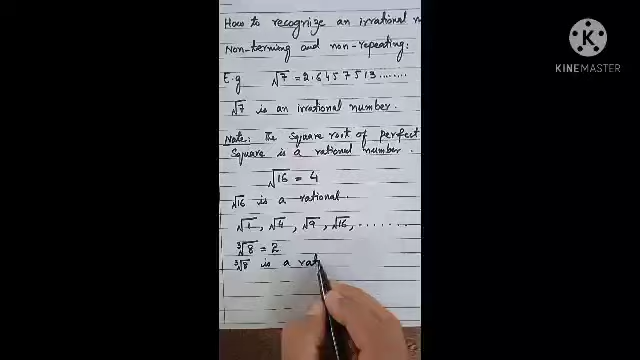 How to recognize an irrational n
Non-terming and non-repeating:
E.g √7 = 2.6457513........
√7 is an irrational number.
Note: The Square root of perfect
Square is a rational number.
√16 = 4
√16 is a rational.
√1, √4, √9, √16, ........
³√8 = 2
³√8 is a rat
KINEMASTER